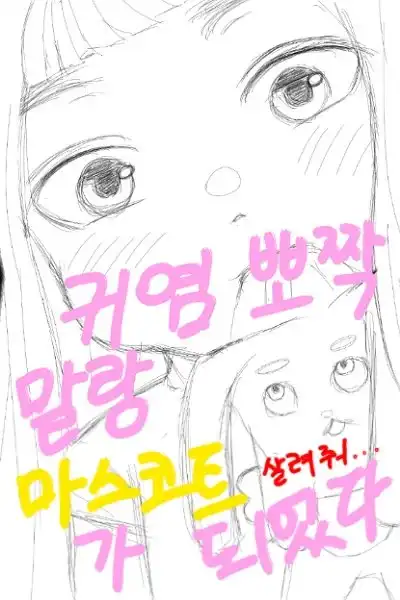 귀염 뽀짝
말랑
마스코트
살려줘...
가 되었다